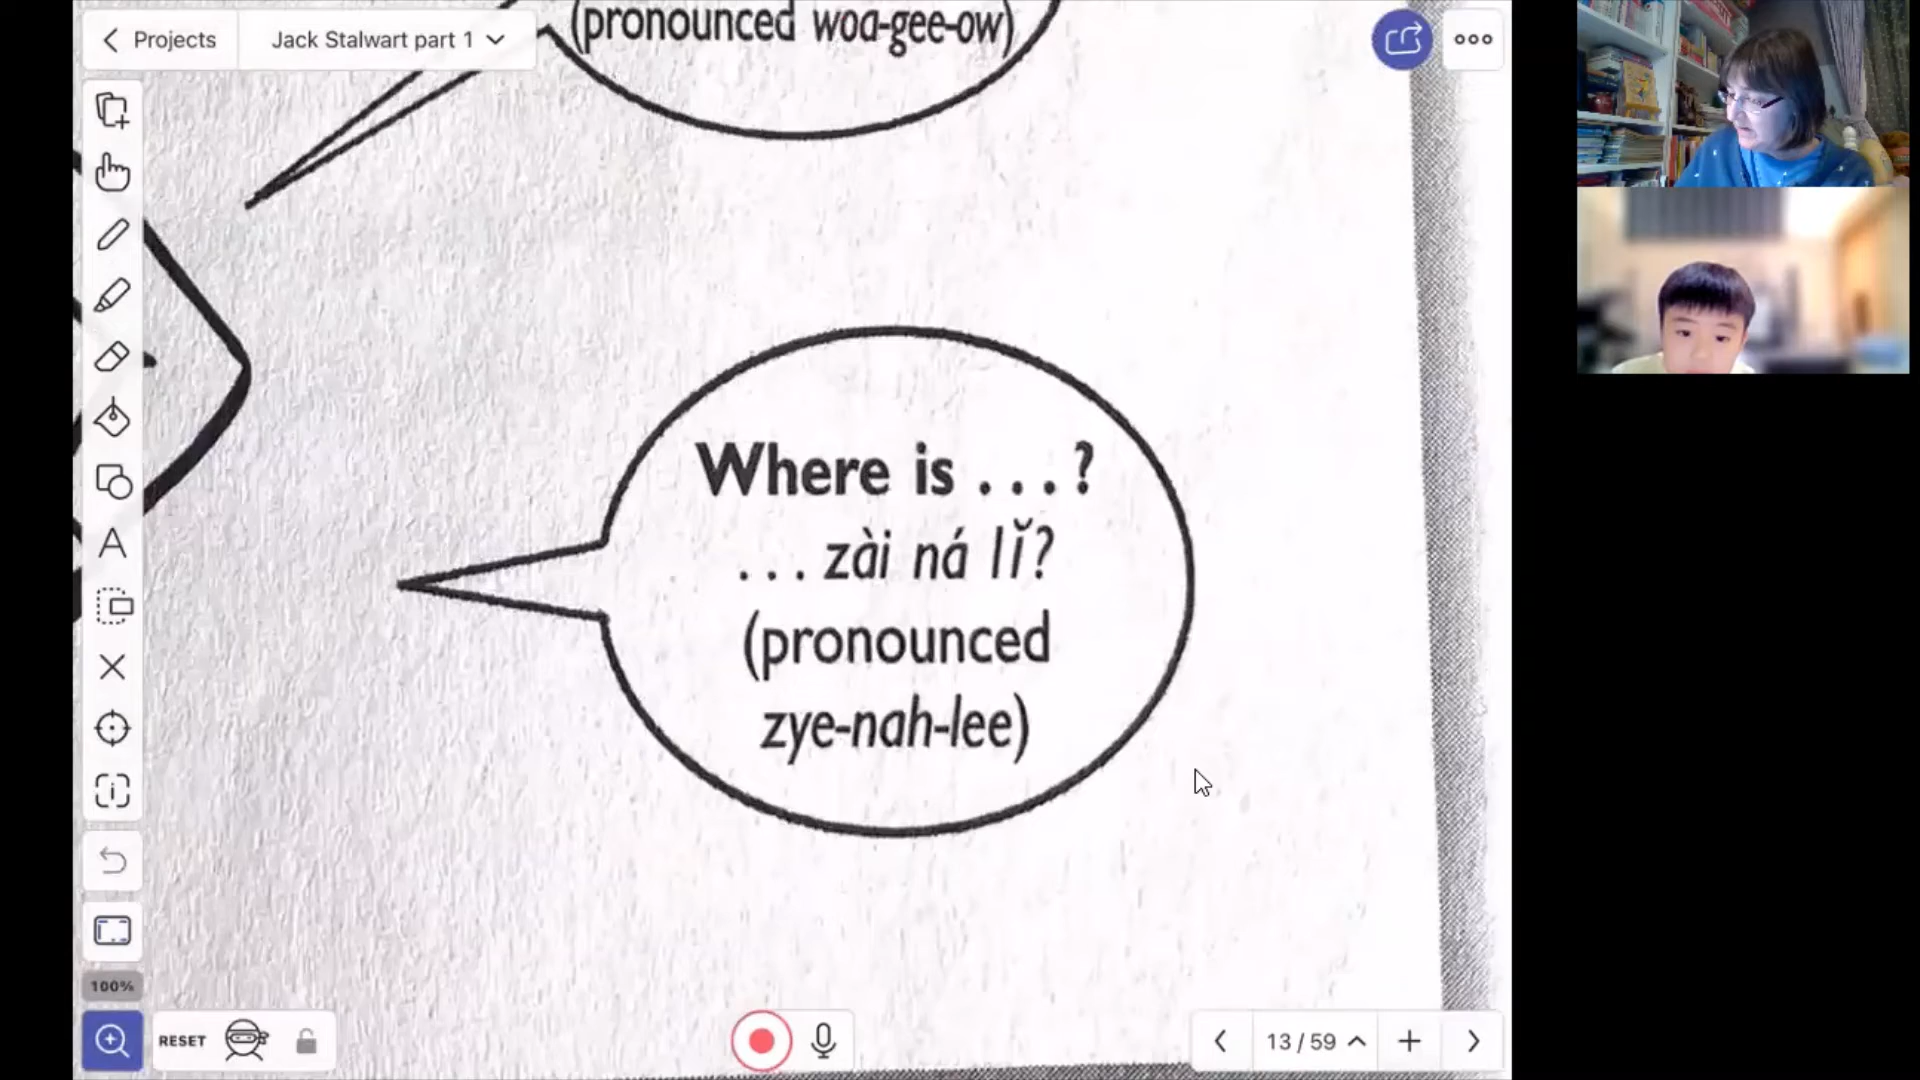 (pronounced woa-gee-ow)
Projects
Jack Stalwart part 1
Where is . . . ?
. . . zài ná lĭ?
(pronounced
zye-nah-lee)
A
i
100%
RESET
13 / 59